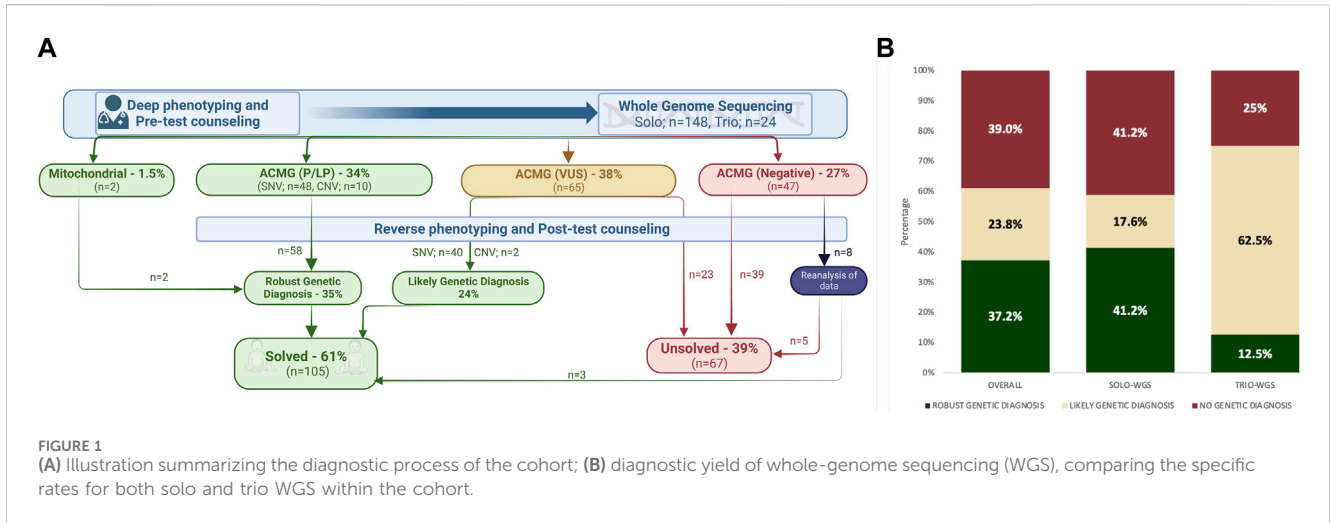 A
Deep phenotyping and
Pre-test counseling
Whole Genome Sequencing
Solo; n=148, Trio; n=24
Mitochondrial - 1.5%
(n=2)
ACMG (P/LP) - 34%
(SNV; n=48, CNV; n=10)
ACMG (VUS) - 38%
(n=65)
ACMG (Negative) - 27%
(n=47)
Reverse phenotyping and Post-test counseling
n=58
SNV; n=40
CNV; n=2
n=8
n=2
n=23
n=39
Robust Genetic
Diagnosis - 35%
Likely Genetic Diagnosis
24%
Reanalysis of
data
Solved - 61%
(n=105)
Unsolved - 39%
(n=67)
n=5
n=3
B
Percentage
100%
90%
80%
70%
60%
50%
40%
30%
20%
10%
0%
39.0%
23.8%
37.2%
41.2%
17.6%
41.2%
25%
62.5%
12.5%
OVERALL
SOLO-WGS
TRIO-WGS
ROBUST GENETIC DIAGNOSIS
LIKELY GENETIC DIAGNOSIS
NO GENETIC DIAGNOSIS
FIGURE 1
(A) Illustration summarizing the diagnostic process of the cohort; (B) diagnostic yield of whole-genome sequencing (WGS), comparing the specific
rates for both solo and trio WGS within the cohort.